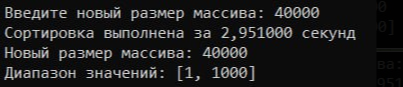 Введите новый размер массива: 40000
Сортировка выполнена за 2,951000 секунд
Новый размер массива: 40000
Диапазон значений: [1, 1000]